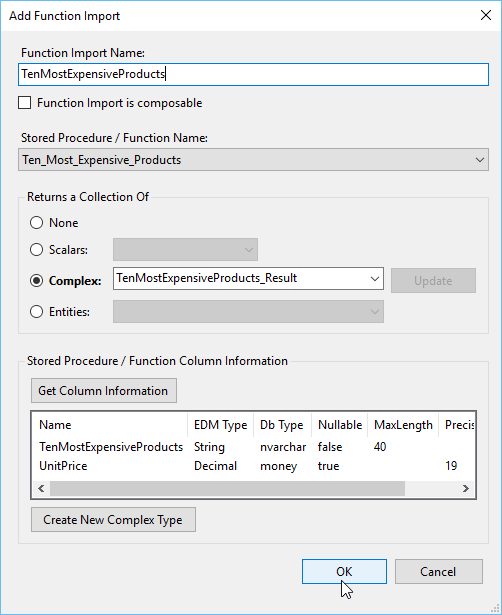 Add Function Import
Function Import Name:
TenMostExpensiveProducts
Function Import is composable
Stored Procedure / Function Name:
Ten_Most_Expensive_Products
Returns a Collection Of
None
Scalars:
Complex: TenMostExpensiveProducts_Result Update
Entities:
Stored Procedure / Function Column Information
Get Column Information
Name EDM Type Db Type Nullable MaxLength Precis
TenMostExpensiveProducts String nvarchar false 40
UnitPrice Decimal money true 19
Create New Complex Type
OK Cancel